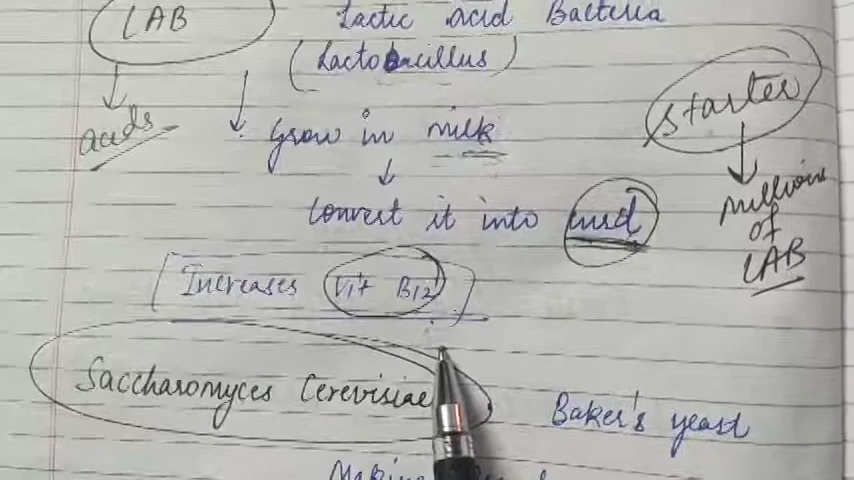 LAB Lactic acid Bacteria
(Lactobacillus)
acids
Grow in milk
Starter
Convert it into curd
millions
of
LAB
[Increases Vit B12]
Saccharomyces Cerevisiae
Baker's yeast
Making